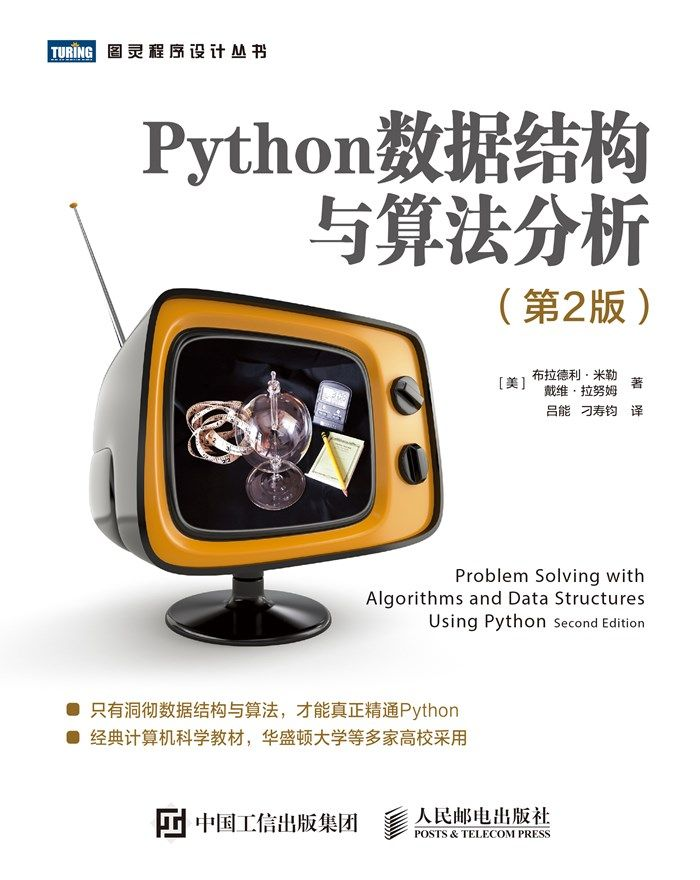 TURING 图灵程序设计丛书
Python数据结构
与算法分析
（第2版）
［美］ 布拉德利·米勒 著
戴维·拉努姆
吕能 刁寿钧 译
Problem Solving with
Algorithms and Data Structures
Using Python Second Edition
只有洞彻数据结构与算法，才能真正精通Python
经典计算机科学教材，华盛顿大学等多家高校采用
中国工信出版集团 人民邮电出版社
POSTS & TELECOM PRESS